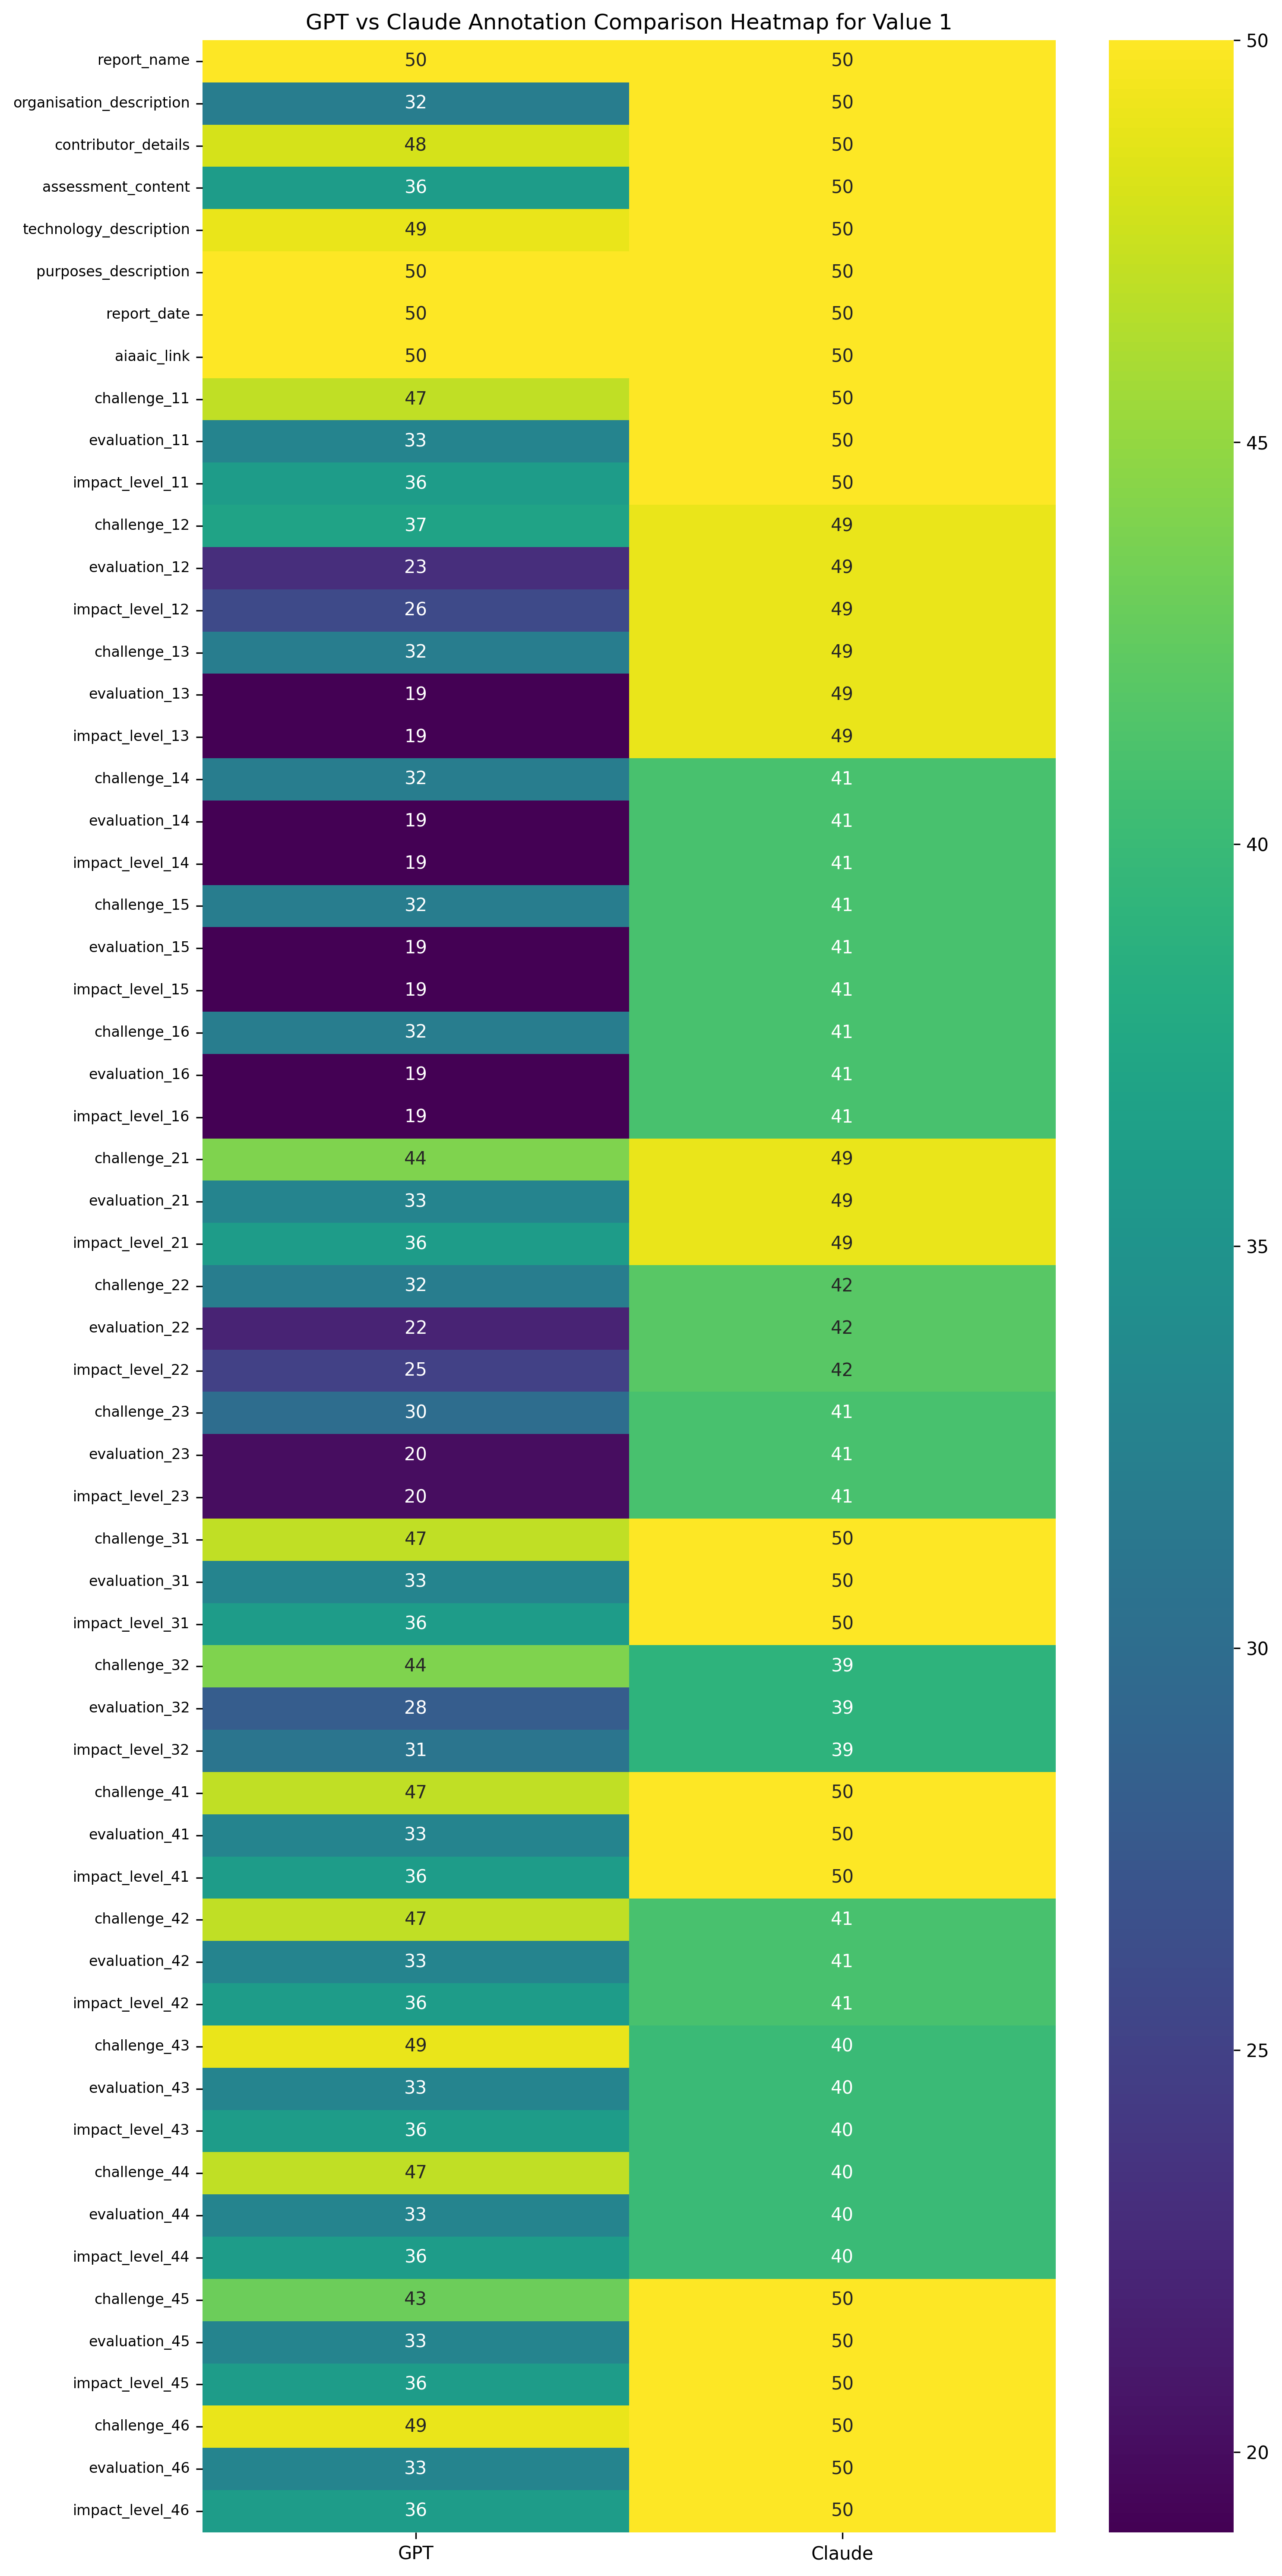 GPT vs Claude Annotation Comparison Heatmap for Value 1
report_name 50 50
organisation_description 32 50
contributor_details 48 50
assessment_content 36 50
technology_description 49 50
purposes_description 50 50
report_date 50 50
aiaaic_link 50 50
challenge_11 47 50
evaluation_11 33 50
impact_level_11 36 50
challenge_12 37 49
evaluation_12 23 49
impact_level_12 26 49
challenge_13 32 49
evaluation_13 19 49
impact_level_13 19 49
challenge_14 32 41
evaluation_14 19 41
impact_level_14 19 41
challenge_15 32 41
evaluation_15 19 41
impact_level_15 19 41
challenge_16 32 41
evaluation_16 19 41
impact_level_16 19 41
challenge_21 44 49
evaluation_21 33 49
impact_level_21 36 49
challenge_22 32 42
evaluation_22 22 42
impact_level_22 25 42
challenge_23 30 41
evaluation_23 20 41
impact_level_23 20 41
challenge_31 47 50
evaluation_31 33 50
impact_level_31 36 50
challenge_32 44 39
evaluation_32 28 39
impact_level_32 31 39
challenge_41 47 50
evaluation_41 33 50
impact_level_41 36 50
challenge_42 47 41
evaluation_42 33 41
impact_level_42 36 41
challenge_43 49 40
evaluation_43 33 40
impact_level_43 36 40
challenge_44 47 40
evaluation_44 33 40
impact_level_44 36 40
challenge_45 43 50
evaluation_45 33 50
impact_level_45 36 50
challenge_46 49 50
evaluation_46 33 50
impact_level_46 36 50
GPT Claude
50
45
40
35
30
25
20